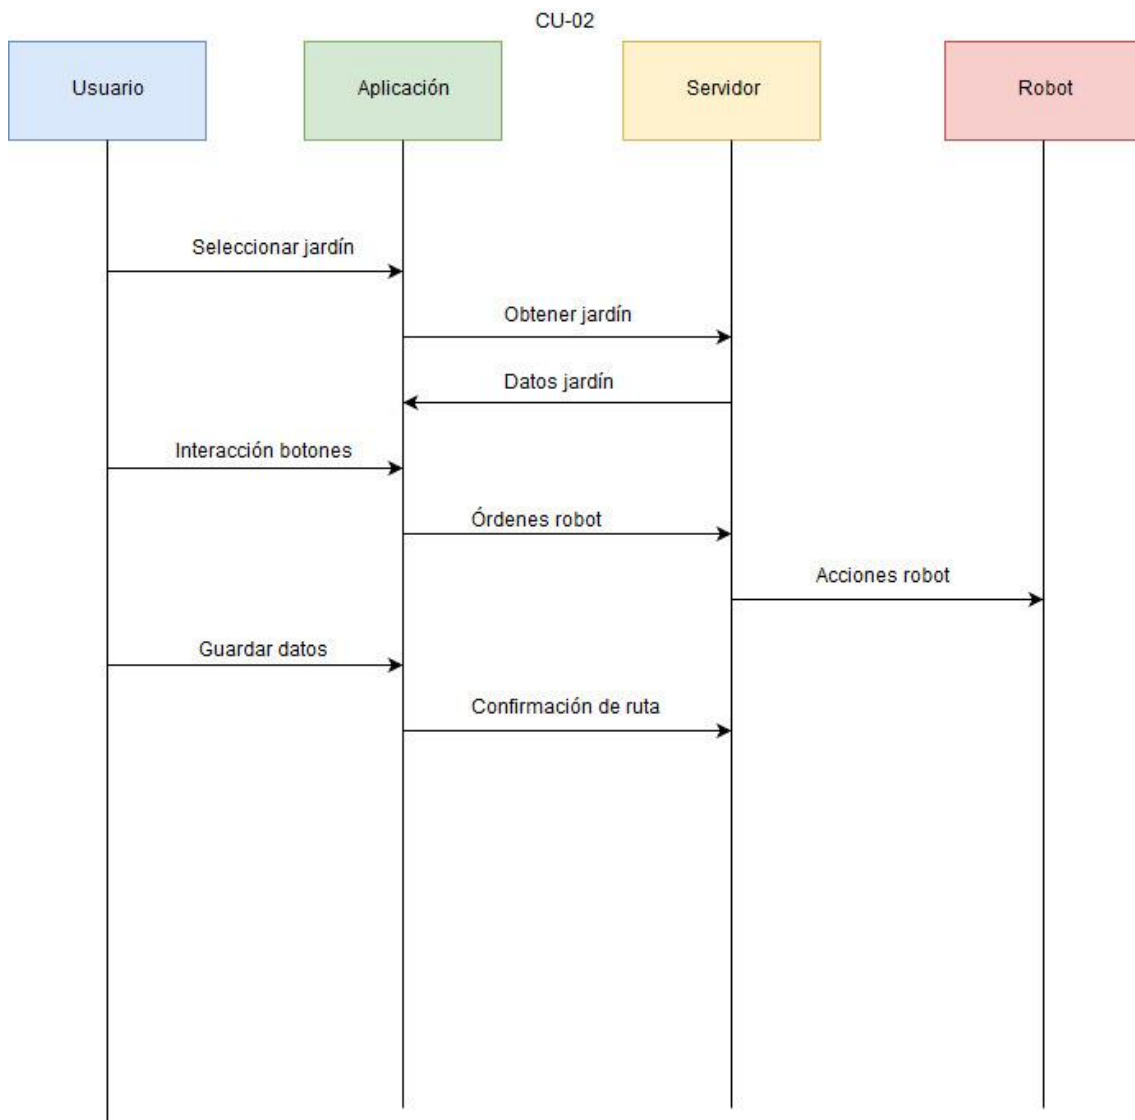 CU-02
Usuario
Aplicación
Servidor
Robot
Seleccionar jardín
Obtener jardín
Datos jardín
Interacción botones
Órdenes robot
Acciones robot
Guardar datos
Confirmación de ruta